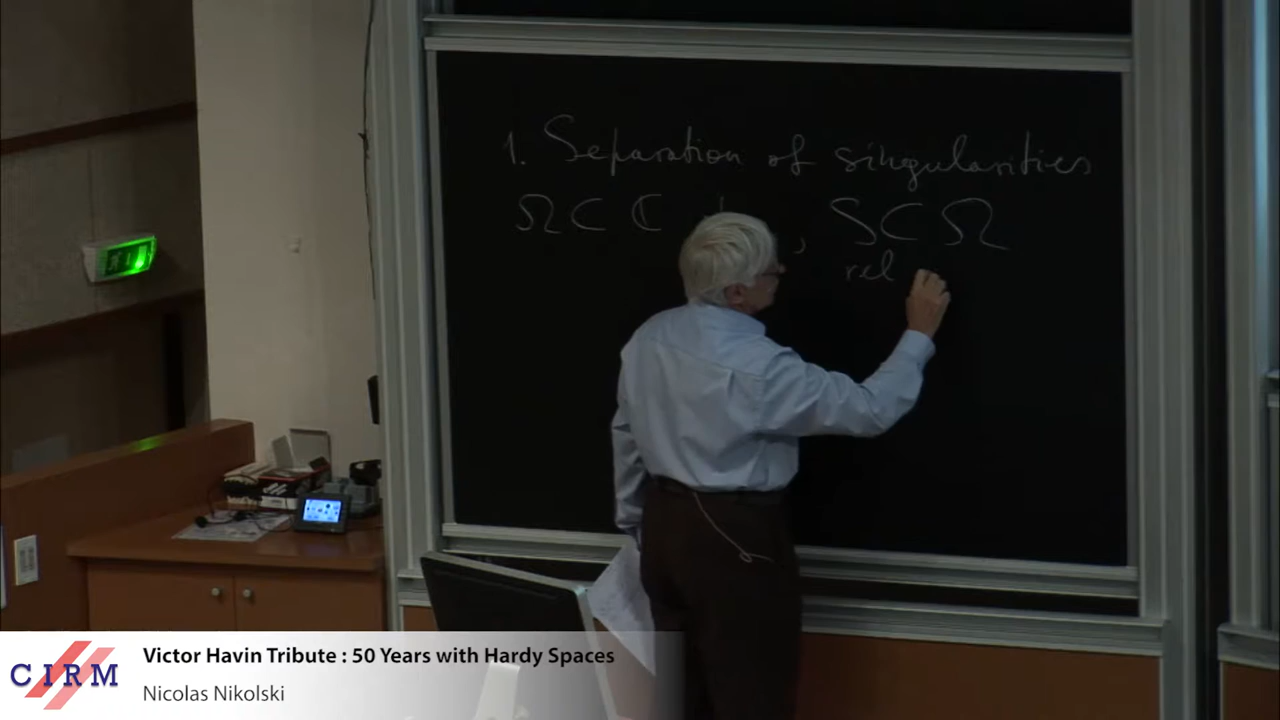 1. Separation of singularities
Ω ⊂ ℂ , S ⊂ Ω
rel
CIRM
Victor Havin Tribute : 50 Years with Hardy Spaces
Nicolas Nikolski